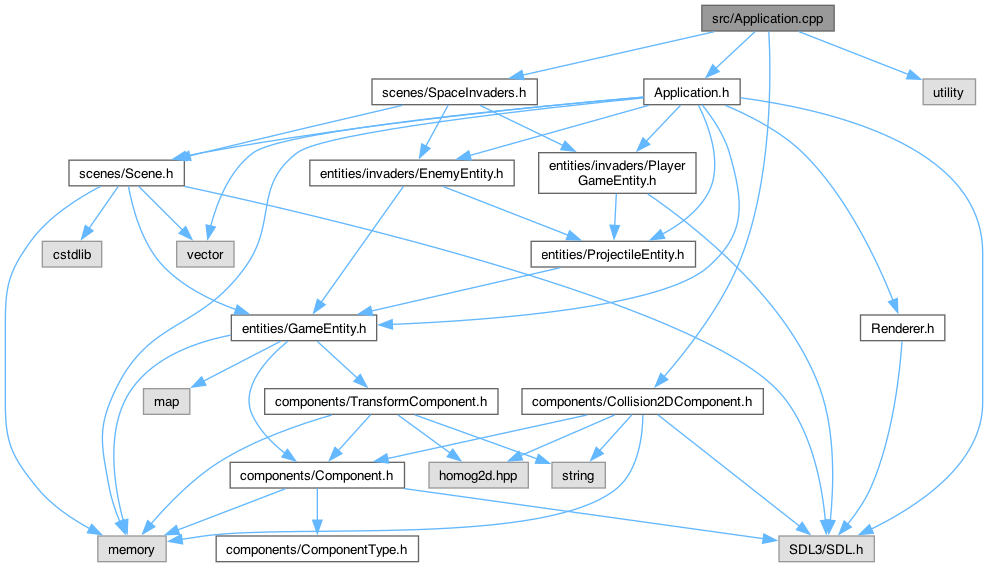 src/Application.cpp
scenes/SpaceInvaders.h
Application.h
utility
scenes/Scene.h
entities/invaders/EnemyEntity.h
entities/invaders/Player
GameEntity.h
cstdlib
vector
entities/ProjectileEntity.h
entities/GameEntity.h
Renderer.h
map
components/TransformComponent.h
components/Collision2DComponent.h
components/Component.h
homog2d.hpp
string
memory
components/ComponentType.h
SDL3/SDL.h